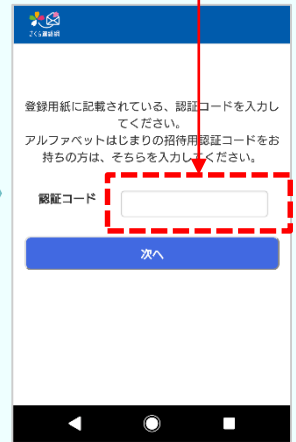 さくら連絡網
登録用紙に記載されている、認証コードを入力し
てください。
アルファベットはじまりの招待用認証コードをお
持ちの方は、そちらを入力してください。
認証コード
次へ